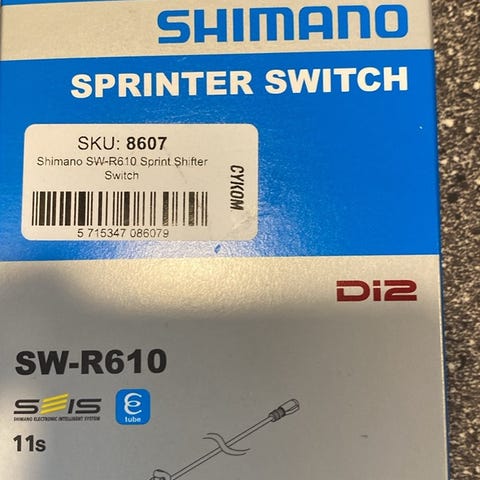 SHIMANO
SPRINTER SWITCH
SKU: 8607
Shimano SW-R610 Sprint Shifter
Switch
CYKOM
5 715347 086079
Di2
SW-R610
SEIS
SHIMANO ELECTRONIC INTELLIGENT SYSTEM
E tube
11s